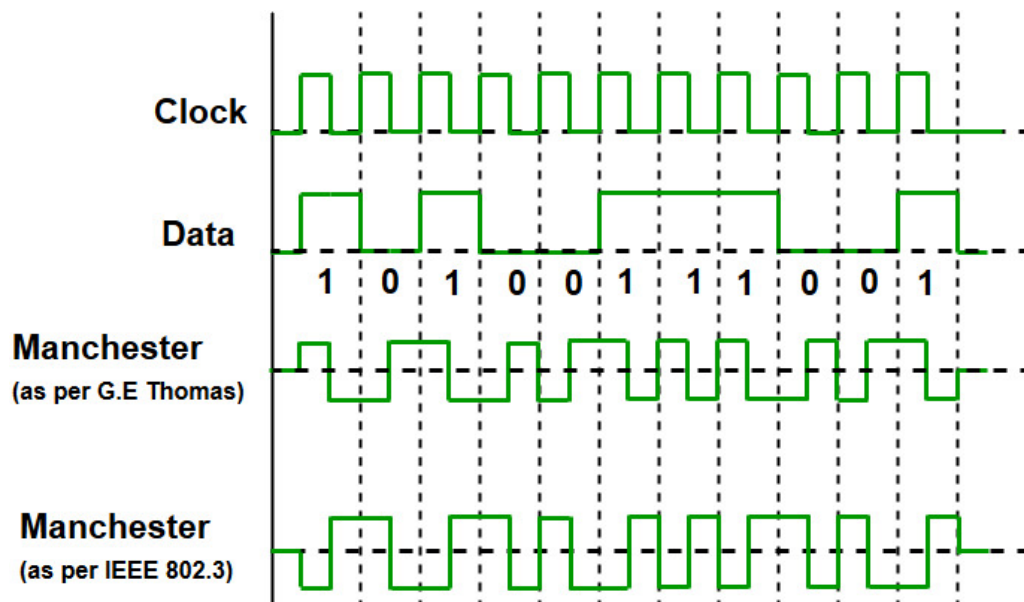 Clock
Data
1 0 1 0 0 1 1 1 0 0 1
Manchester
(as per G.E Thomas)
Manchester
(as per IEEE 802.3)